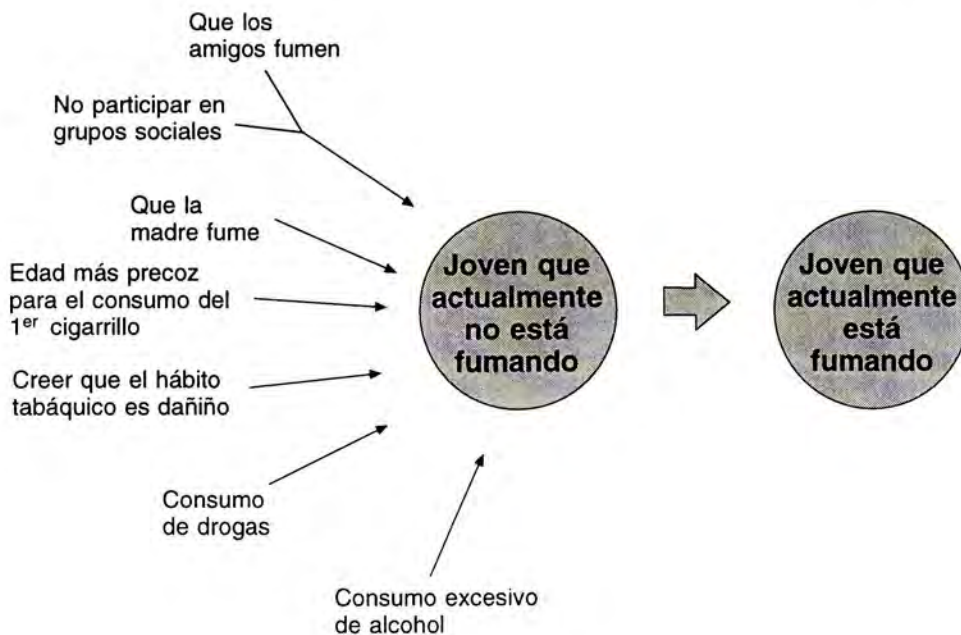 Que los
amigos fumen
No participar en
grupos sociales
Que la
madre fume
Edad más precoz
para el consumo del
1er cigarrillo
Creer que el hábito
tabáquico es dañiño
Consumo
de drogas
Consumo excesivo
de alcohol
Joven que
actualmente
no está
fumando
Joven que
actualmente
está
fumando